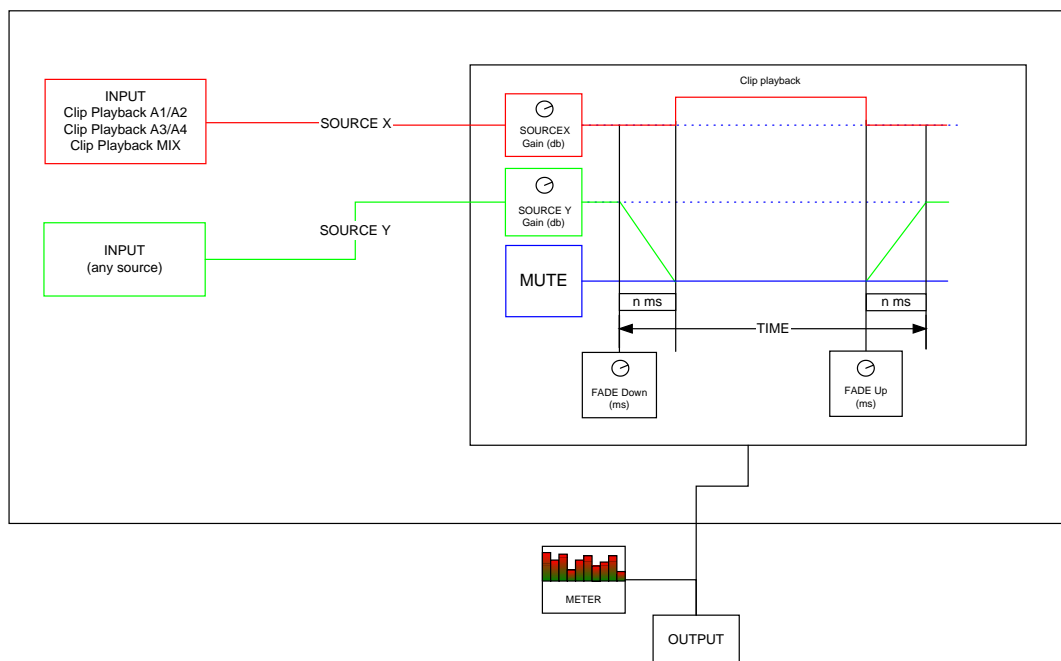 Clip playback
INPUT
Clip Playback A1/A2
Clip Playback A3/A4
Clip Playback MIX
SOURCE X
SOURCEX
Gain (db)
SOURCE Y
Gain (db)
SOURCE Y
INPUT
(any source)
MUTE
n ms
n ms
TIME
FADE Down
(ms)
FADE Up
(ms)
METER
OUTPUT